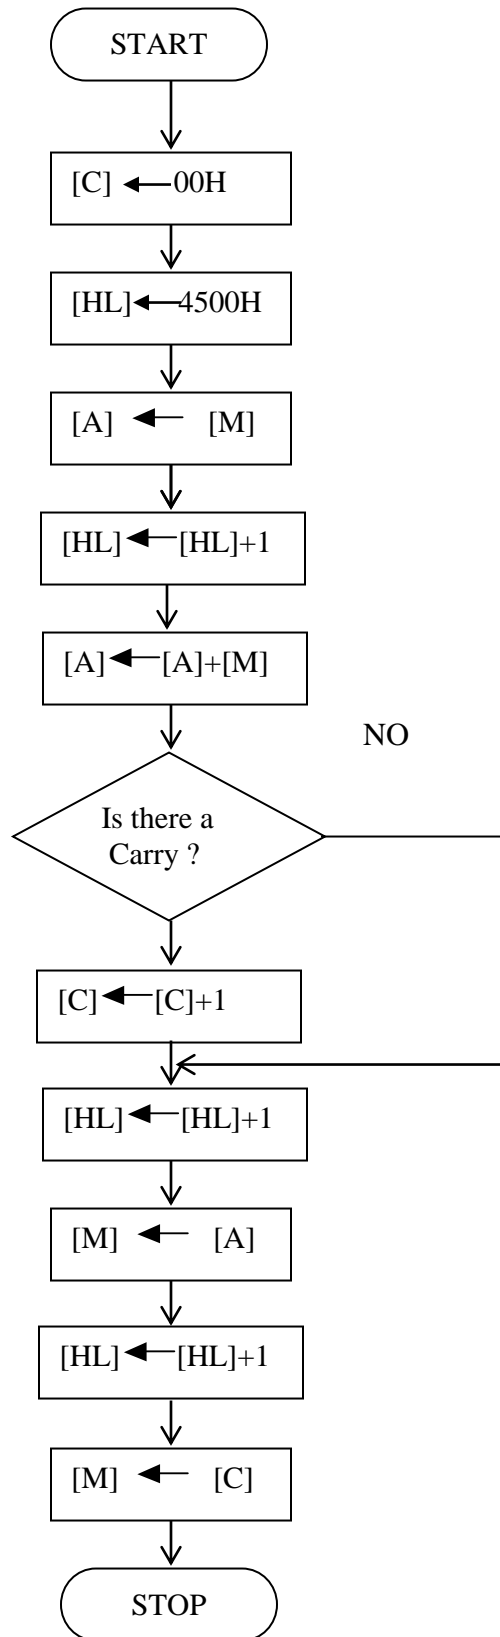 START
[C] ← 00H
[HL] ← 4500H
[A] ← [M]
[HL] ← [HL]+1
[A] ← [A]+[M]
NO
Is there a
Carry ?
[C] ← [C]+1
[HL] ← [HL]+1
[M] ← [A]
[HL] ← [HL]+1
[M] ← [C]
STOP